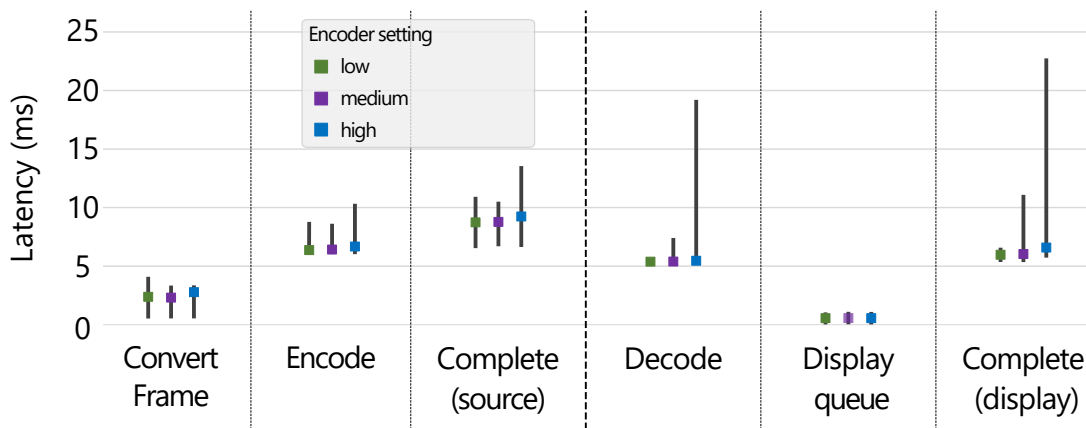 Latency (ms)
25
20
15
10
5
0
Encoder setting
low
medium
high
Convert
Frame
Encode
Complete
(source)
Decode
Display
queue
Complete
(display)